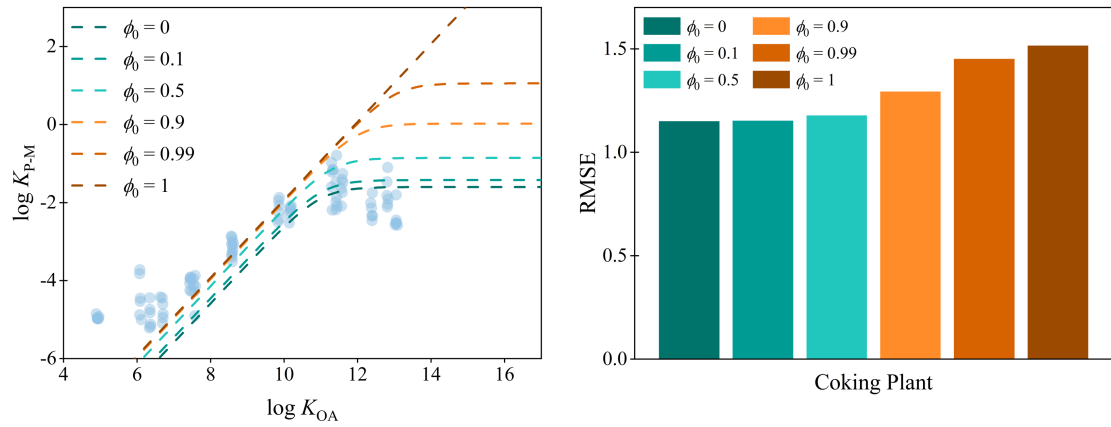 ϕ0 = 0
ϕ0 = 0.1
ϕ0 = 0.5
ϕ0 = 0.9
ϕ0 = 0.99
ϕ0 = 1
2
0
-2
-4
-6
4 6 8 10 12 14 16
log KP-M
log KOA
ϕ0 = 0 ϕ0 = 0.9
ϕ0 = 0.1 ϕ0 = 0.99
ϕ0 = 0.5 ϕ0 = 1
1.5
1.0
0.5
0.0
RMSE
Coking Plant